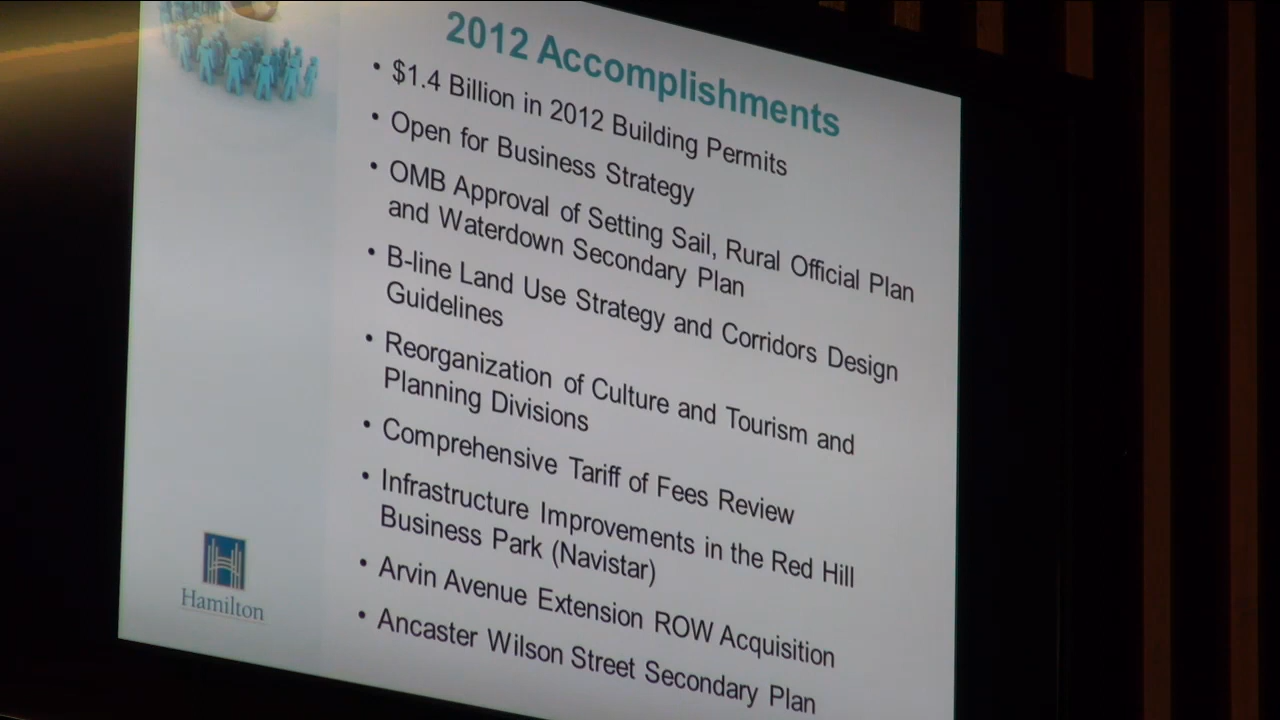 2012 Accomplishments
• $1.4 Billion in 2012 Building Permits
• Open for Business Strategy
• OMB Approval of Setting Sail, Rural Official Plan
and Waterdown Secondary Plan
• B-line Land Use Strategy and Corridors Design
Guidelines
• Reorganization of Culture and Tourism and
Planning Divisions
• Comprehensive Tariff of Fees Review
• Infrastructure Improvements in the Red Hill
Business Park (Navistar)
• Arvin Avenue Extension ROW Acquisition
• Ancaster Wilson Street Secondary Plan
Hamilton